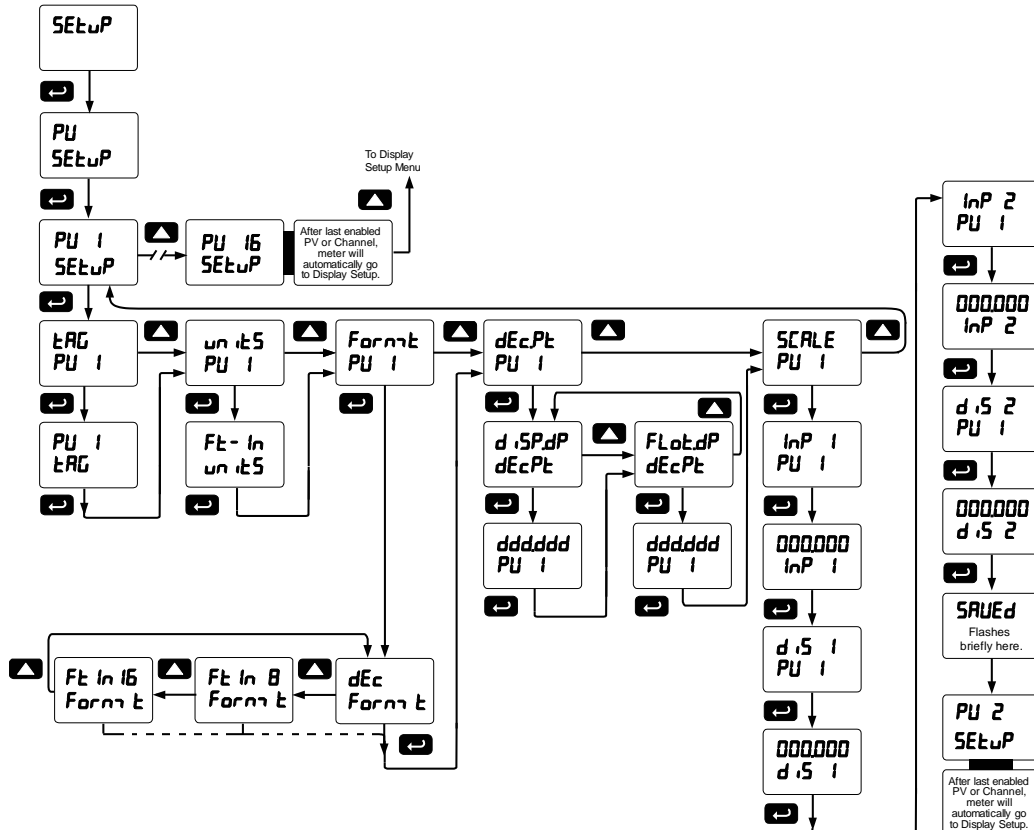 SEtuP
PU
SEtuP
To Display
Setup Menu
PU 1
SEtuP
PU 16
SEtuP
After last enabled
PV or Channel,
meter will
automatically go
to Display Setup.
tAG
PU 1
unitS
PU 1
Formt
PU 1
dEc.Pt
PU 1
SCALE
PU 1
PU 1
tAG
Ft-In
unitS
diSP.dP
dEcPt
FLot.dP
dEcPt
InP 1
PU 1
ddd.ddd
PU 1
ddd.ddd
PU 1
000.000
InP 1
Ft In 16
Formt
Ft In 8
Formt
dEc
Formt
diS 1
PU 1
000.000
diS 1
InP 2
PU 1
000.000
InP 2
diS 2
PU 1
000.000
diS 2
SAUEd
Flashes
briefly here.
PU 2
SEtuP
After last enabled
PV or Channel,
meter will
automatically go
to Display Setup.